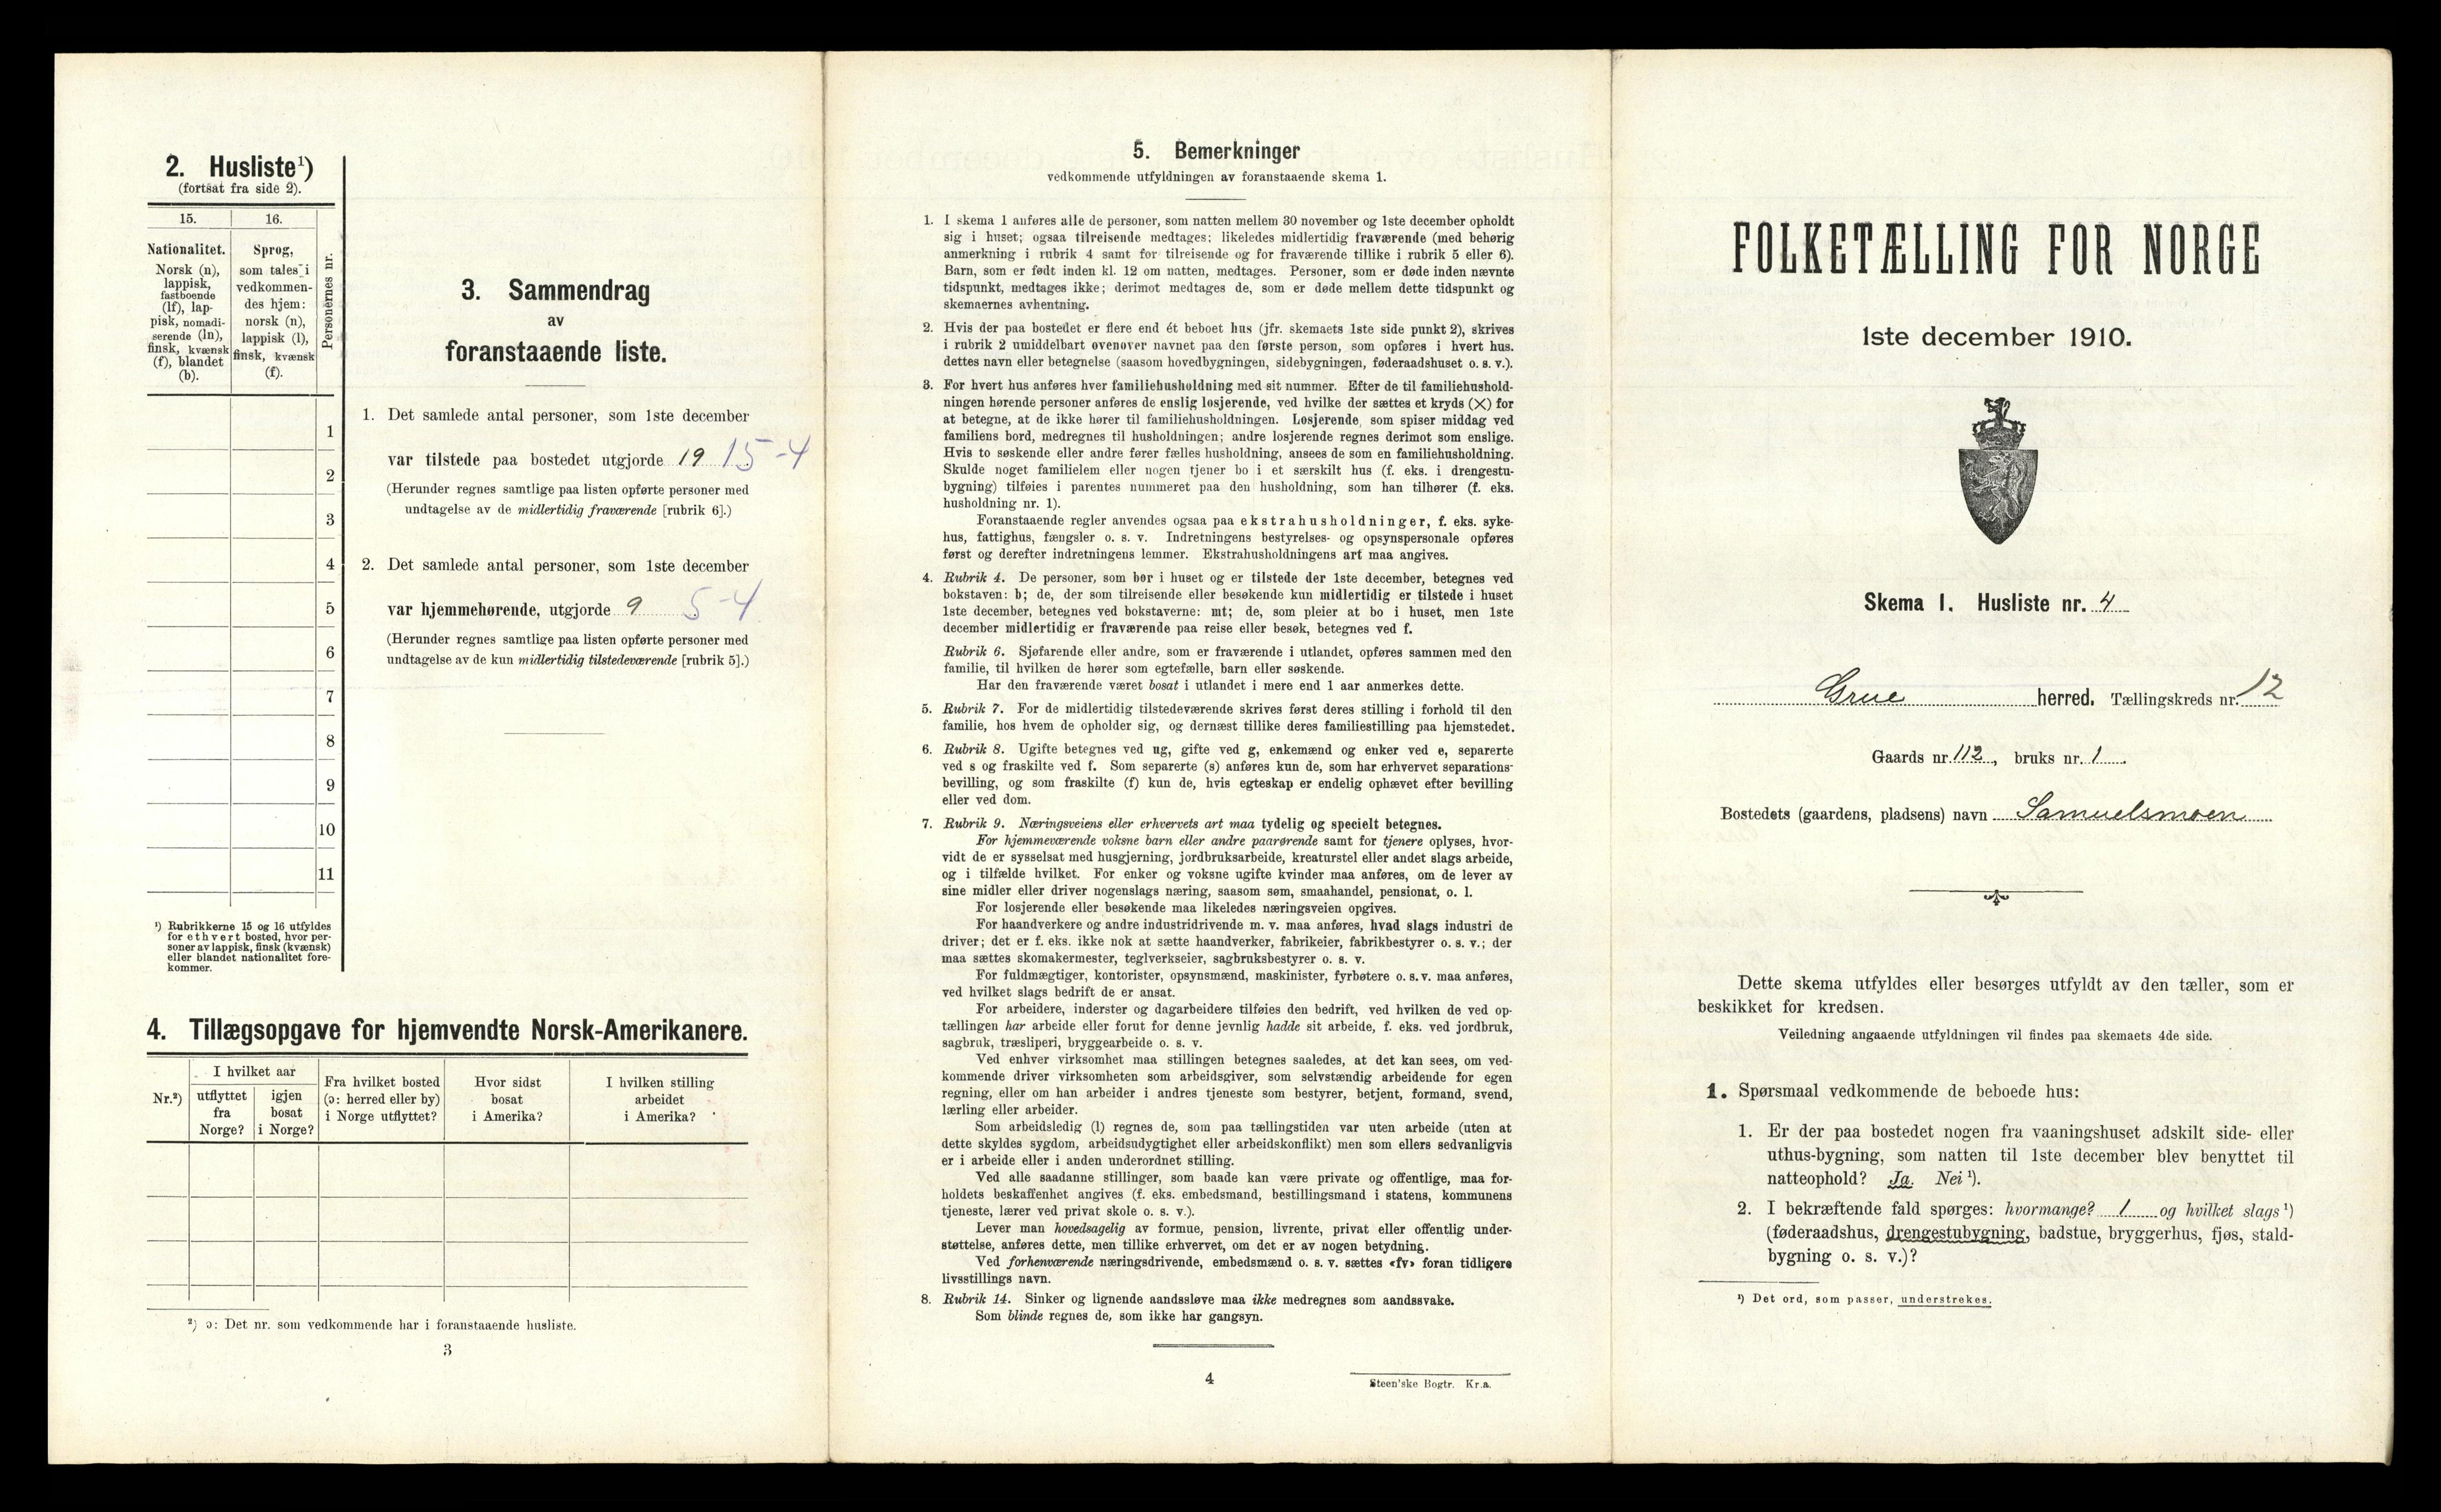 2. Husliste¹)
(fortsat fra side 2).
15.
16.
Personernes nr.
Nationalitet.
Norsk (n),
lappisk,
fastboende
(lf), lap-
pisk, nomadi-
serende (ln),
finsk, kvænsk
(f), blandet
(b).
Sprog,
som tales i
vedkommen-
des hjem:
norsk (n),
lappisk (l),
finsk, kvænsk
(f).
1
2
3
4
5
6
7
8
9
10
11
¹) Rubrikkerne 15 og 16 utfyldes
for ethvert bosted, hvor per-
soner av lappisk, finsk (kvænsk)
eller blandet nationalitet fore-
kommer.
3. Sammendrag
av
foranstaaende liste.
1. Det samlede antal personer, som 1ste december
var tilstede paa bostedet utgjorde 19 15-4
(Herunder regnes samtlige paa listen opførte personer med
undtagelse av de midlertidig fraværende [rubrik 6].)
2. Det samlede antal personer, som 1ste december
var hjemmehørende, utgjorde 9 5-4
(Herunder regnes samtlige paa listen opførte personer med
undtagelse av de kun midlertidig tilstedeværende [rubrik 5].)
4. Tillægsopgave for hjemvendte Norsk-Amerikanere.
Nr.²)
I hvilket aar
utflyttet
fra
Norge?
igjen
bosat
i Norge?
Fra hvilket bosted
(ɔ: herred eller by)
i Norge utflyttet?
Hvor sidst
bosat
i Amerika?
I hvilken stilling
arbeidet
i Amerika?
²) ɔ: Det nr. som vedkommende har i foranstaaende husliste.
3
5. Bemerkninger
vedkommende utfyldningen av foranstaaende skema 1.
1. I skema 1 anføres alle de personer, som natten mellem 30 november og 1ste december opholdt
sig i huset; ogsaa tilreisende medtages; likeledes midlertidig fraværende (med behørig
anmerkning i rubrik 4 samt for tilreisende og for fraværende tillike i rubrik 5 eller 6).
Barn, som er født inden kl. 12 om natten, medtages. Personer, som er døde inden nævnte
tidspunkt, medtages ikke; derimot medtages de, som er døde mellem dette tidspunkt og
skemaernes avhentning.
2. Hvis der paa bostedet er flere end ét beboet hus (jfr. skemaets 1ste side punkt 2), skrives
i rubrik 2 umiddelbart ovenover navnet paa den første person, som opføres i hvert hus.
dettes navn eller betegnelse (saasom hovedbygningen, sidebygningen, føderaadshuset o. s. v.).
3. For hvert hus anføres hver familiehusholdning med sit nummer. Efter de til familiehushold-
ningen hørende personer anføres de enslig losjerende, ved hvilke der sættes et kryds (×) for
at betegne, at de ikke hører til familiehusholdningen. Losjerende, som spiser middag ved
familiens bord, medregnes til husholdningen; andre losjerende regnes derimot som enslige.
Hvis to søskende eller andre fører fælles husholdning, ansees de som en familiehusholdning.
Skulde noget familielem eller nogen tjener bo i et særskilt hus (f. eks. i drengestu-
bygning) tilføies i parentes nummeret paa den husholdning, som han tilhører (f. eks.
husholdning nr. 1).
Foranstaaende regler anvendes ogsaa paa ekstrahusholdninger, f. eks. syke-
hus, fattighus, fængsler o. s. v. Indretningens bestyrelses- og opsynspersonale opføres
først og derefter indretningens lemmer. Ekstrahusholdningens art maa angives.
4. Rubrik 4. De personer, som bor i huset og er tilstede der 1ste december, betegnes ved
bokstaven: b; de, der som tilreisende eller besøkende kun midlertidig er tilstede i huset
1ste december, betegnes ved bokstaverne: mt; de, som pleier at bo i huset, men 1ste
december midlertidig er fraværende paa reise eller besøk, betegnes ved f.
Rubrik 6. Sjøfarende eller andre, som er fraværende i utlandet, opføres sammen med den
familie, til hvilken de hører som egtefælle, barn eller søskende.
Har den fraværende været bosat i utlandet i mere end 1 aar anmerkes dette.
5. Rubrik 7. For de midlertidig tilstedeværende skrives først deres stilling i forhold til den
familie, hos hvem de opholder sig, og dernæst tillike deres familiestilling paa hjemstedet.
6. Rubrik 8. Ugifte betegnes ved ug, gifte ved g, enkemænd og enker ved e, separerte
ved s og fraskilte ved f. Som separerte (s) anføres kun de, som har erhvervet separations-
bevilling, og som fraskilte (f) kun de, hvis egteskap er endelig ophævet efter bevilling
eller ved dom.
7. Rubrik 9. Næringsveiens eller erhvervets art maa tydelig og specielt betegnes.
For hjemmeværende voksne barn eller andre paarørende samt for tjenere oplyses, hvor-
vidt de er sysselsat med husgjerning, jordbruksarbeide, kreaturstel eller andet slags arbeide,
og i tilfælde hvilket. For enker og voksne ugifte kvinder maa anføres, om de lever av
sine midler eller driver nogenslags næring, saasom søm, smaahandel, pensionat, o. l.
For losjerende eller besøkende maa likeledes næringsveien opgives.
For haandverkere og andre industridrivende m. v. maa anføres, hvad slags industri de
driver; det er f. eks. ikke nok at sætte haandverker, fabrikeier, fabrikbestyrer o. s. v.; der
maa sættes skomakermester, teglverkseier, sagbruksbestyrer o. s. v.
For fuldmægtiger, kontorister, opsynsmænd, maskinister, fyrbøtere o. s. v. maa anføres,
ved hvilket slags bedrift de er ansat.
For arbeidere, inderster og dagarbeidere tilføies den bedrift, ved hvilken de ved op-
tællingen har arbeide eller forut for denne jevnlig hadde sit arbeide, f. eks. ved jordbruk,
sagbruk, træsliperi, bryggearbeide o. s. v.
Ved enhver virksomhet maa stillingen betegnes saaledes, at det kan sees, om ved-
kommende driver virksomheten som arbeidsgiver, som selvstændig arbeidende for egen
regning, eller om han arbeider i andres tjeneste som bestyrer, betjent, formand, svend,
lærling eller arbeider.
Som arbeidsledig (l) regnes de, som paa tællingstiden var uten arbeide (uten at
dette skyldes sygdom, arbeidsudygtighet eller arbeidskonflikt) men som ellers sedvanligvis
er i arbeide eller i anden underordnet stilling.
Ved alle saadanne stillinger, som baade kan være private og offentlige, maa for-
holdets beskaffenhet angives (f. eks. embedsmand, bestillingsmand i statens, kommunens
tjeneste, lærer ved privat skole o. s. v.).
Lever man hovedsagelig av formue, pension, livrente, privat eller offentlig under-
støttelse, anføres dette, men tillike erhvervet, om det er av nogen betydning.
Ved forhenværende næringsdrivende, embedsmænd o. s. v. sættes «fv» foran tidligere
livsstillings navn.
8. Rubrik 14. Sinker og lignende aandssløve maa ikke medregnes som aandssvake.
Som blinde regnes de, som ikke har gangsyn.
4
Steen'ske Bogtr. Kr.a.
FOLKETÆLLING FOR NORGE
1ste december 1910.
Skema 1. Husliste nr. 4
Grue herred. Tællingskreds nr. 12
Gaards nr. 112, bruks nr. 1
Bostedets (gaardens, pladsens) navn Samuelsmoen
Dette skema utfyldes eller besørges utfyldt av den tæller, som er
beskikket for kredsen.
Veiledning angaaende utfyldningen vil findes paa skemaets 4de side.
1. Spørsmaal vedkommende de beboede hus:
1. Er der paa bostedet nogen fra vaaningshuset adskilt side- eller
uthus-bygning, som natten til 1ste december blev benyttet til
natteophold? Ja. Nei ¹).
2. I bekræftende fald spørges: hvormange? 1 og hvilket slags ¹)
(føderaadshus, drengestubygning, badstue, bryggerhus, fjøs, stald-
bygning o. s. v.)?
¹) Det ord, som passer, understrekes.